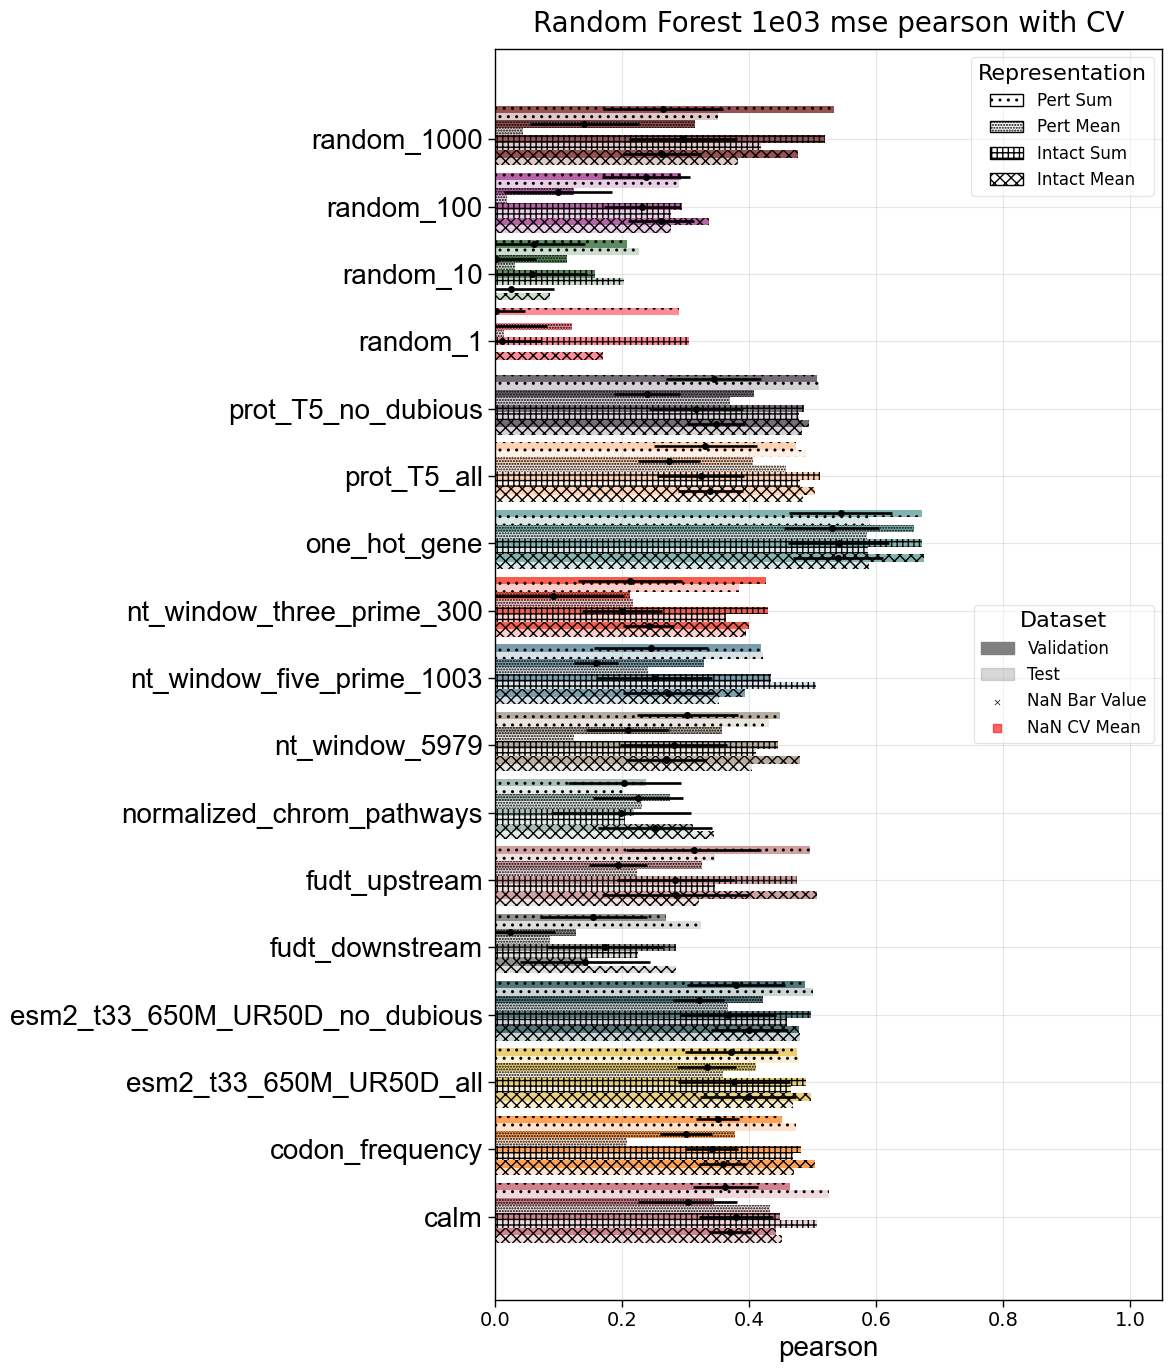 Random Forest 1e03 mse pearson with CV
Representation
Pert Sum
Pert Mean
Intact Sum
Intact Mean
random_1000
random_100
random_10
random_1
prot_T5_no_dubious
prot_T5_all
one_hot_gene
nt_window_three_prime_300
nt_window_five_prime_1003
nt_window_5979
normalized_chrom_pathways
fudt_upstream
fudt_downstream
esm2_t33_650M_UR50D_no_dubious
esm2_t33_650M_UR50D_all
codon_frequency
calm
Dataset
Validation
Test
NaN Bar Value
NaN CV Mean
0.0 0.2 0.4 0.6 0.8 1.0
pearson